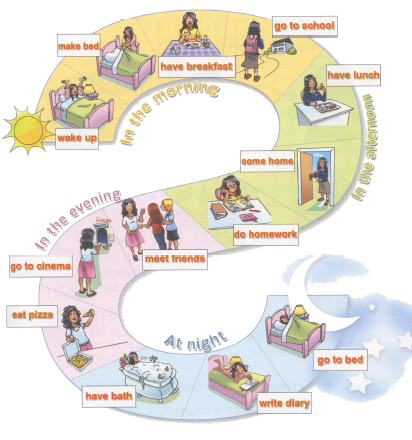 wake up
make bed
have breakfast
go to school
In the morning
have lunch
come home
do homework
In the afternoon
meet friends
go to cinema
eat pizza
In the evening
have bath
write diary
go to bed
At night